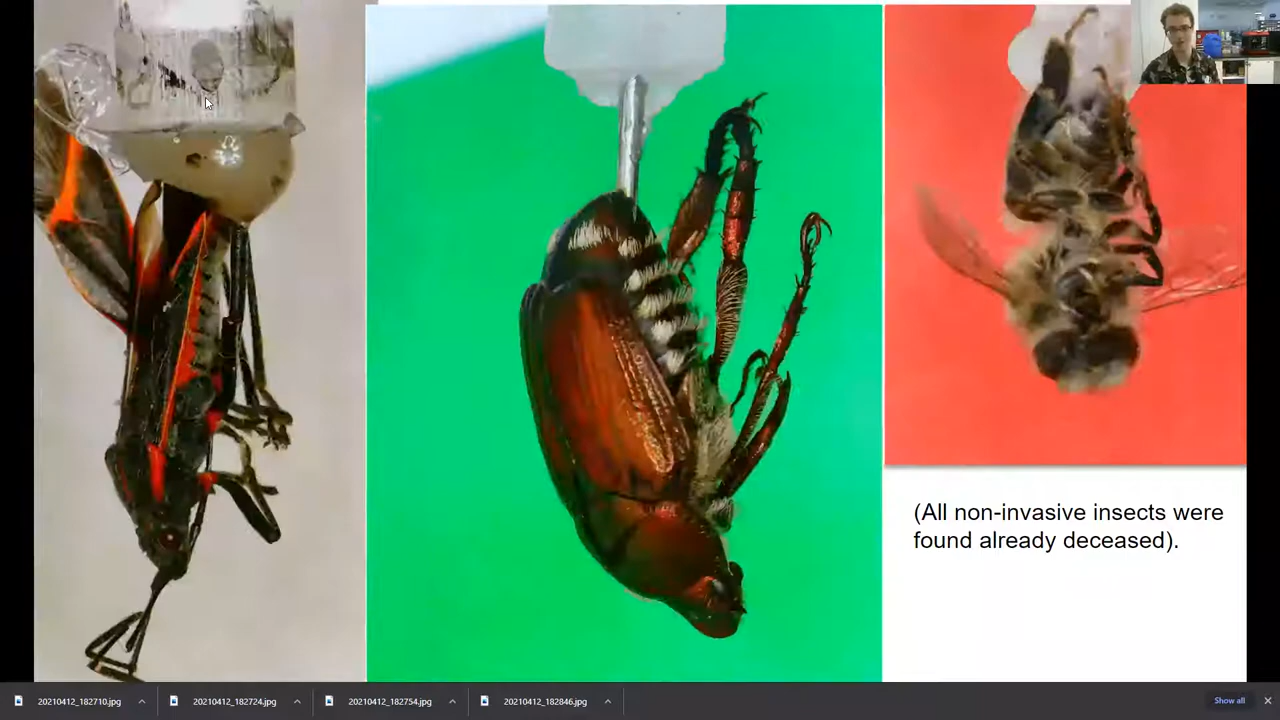 (All non-invasive insects were
found already deceased).
20210412_182710.jpg
20210412_182724.jpg
20210412_182754.jpg
20210412_182846.jpg
Show all